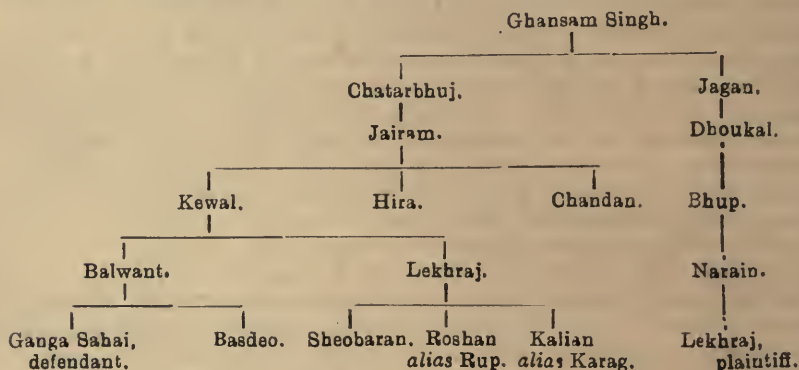 Ghansam Singh.
Chatarbhuj. Jagan.
Jairam. Dhoukal.
Kewal. Hira. Chandan. Bhup.
Balwant. Lekhraj. Narain.
Ganga Sahai, Basdeo. Sheobaran. Roshan Kalian Lekhraj,
defendant. alias Rup. alias Karag. plaintiff.